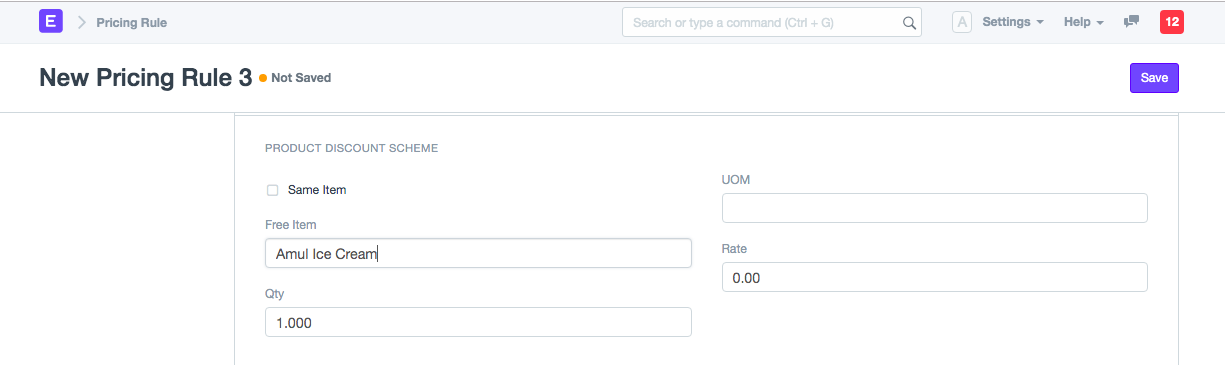 E
Pricing Rule
Search or type a command (Ctrl + G)
A
Settings
Help
12
New Pricing Rule 3
Not Saved
Save
PRODUCT DISCOUNT SCHEME
Same Item
UOM
Free Item
Amul Ice Cream
Rate
0.00
Qty
1.000